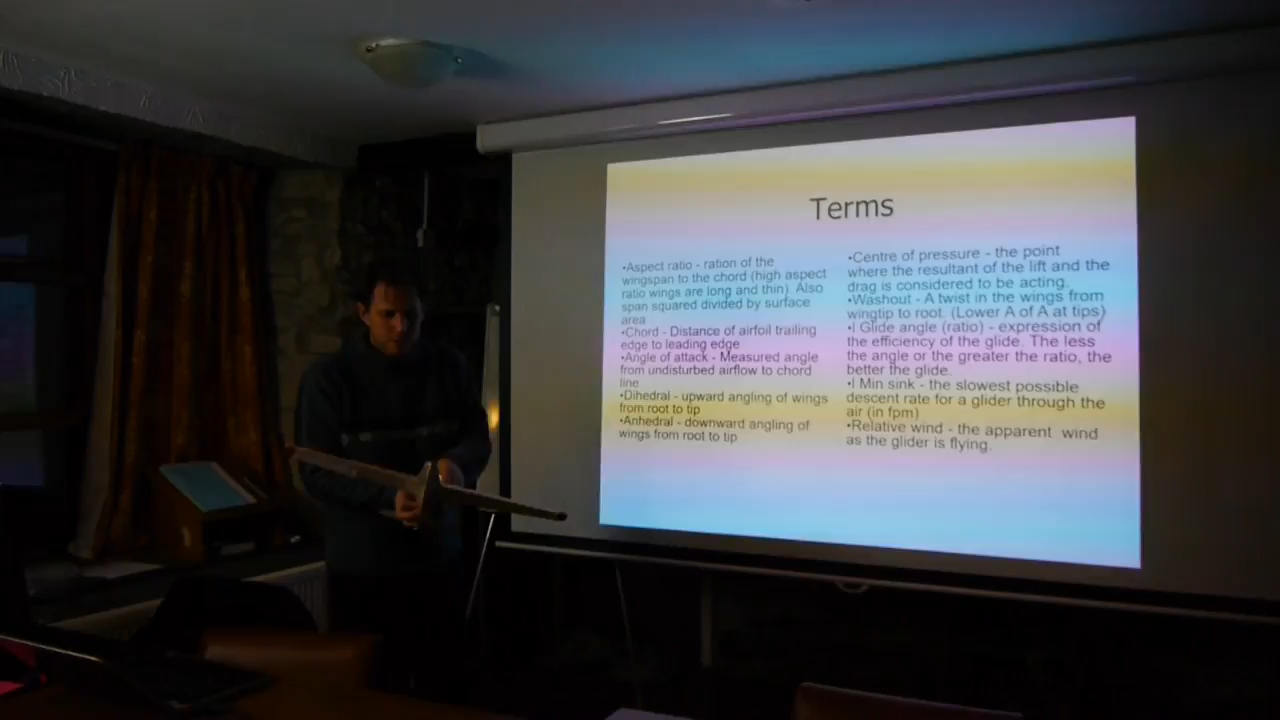 Terms
•Aspect ratio - ration of the
wingspan to the chord (high aspect
ratio wings are long and thin). Also
span squared divided by surface
area
•Chord - Distance of airfoil trailing
edge to leading edge
•Angle of attack - Measured angle
from undisturbed airflow to chord
line
•Dihedral - upward angling of wings
from root to tip
•Anhedral - downward angling of
wings from root to tip
•Centre of pressure - the point
where the resultant of the lift and the
drag is considered to be acting.
•Washout - A twist in the wings from
wingtip to root. (Lower A of A at tips)
•l Glide angle (ratio) - expression of
the efficiency of the glide. The less
the angle or the greater the ratio, the
better the glide.
•l Min sink - the slowest possible
descent rate for a glider through the
air (in fpm)
•Relative wind - the apparent wind
as the glider is flying.